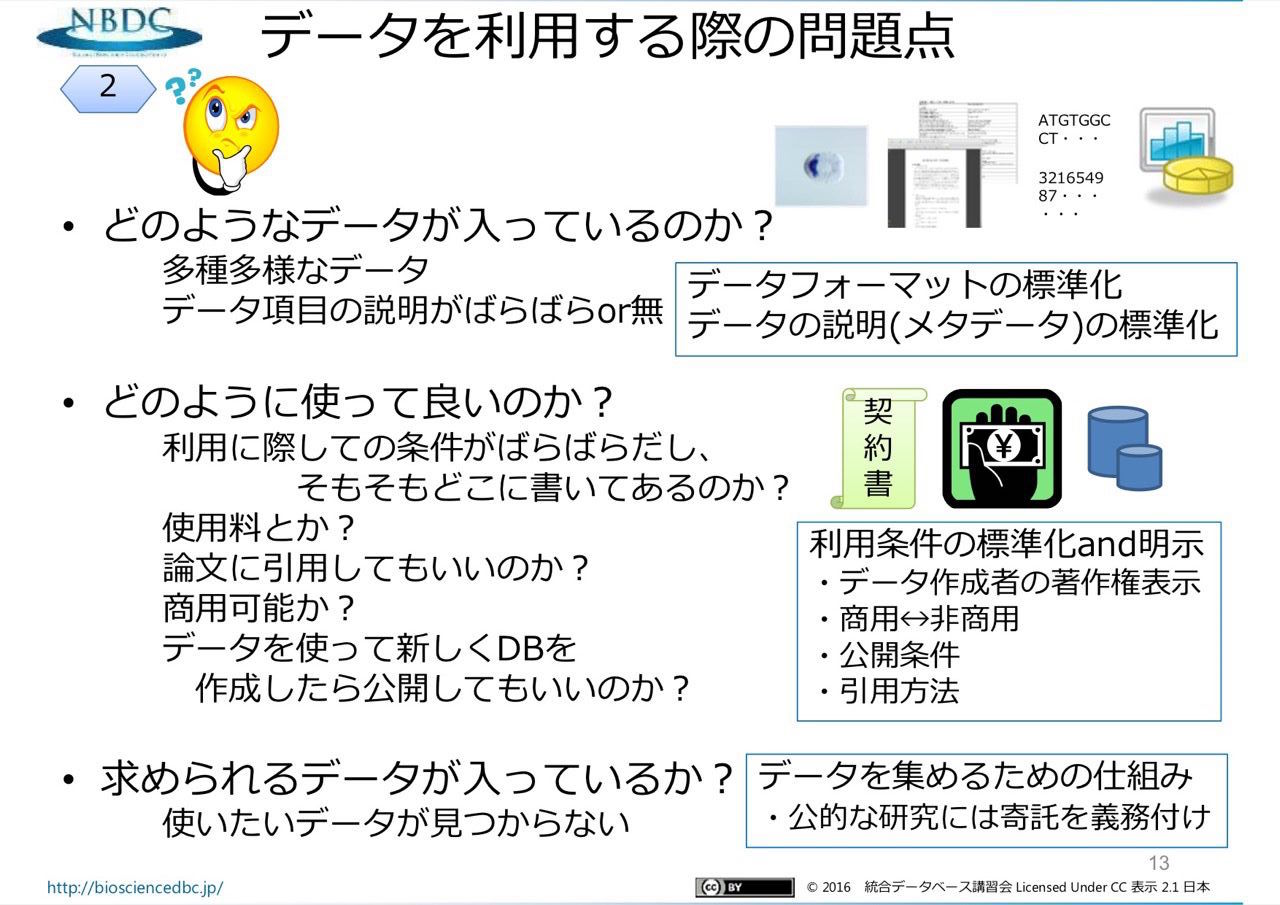 NBDC
データを利用する際の問題点
2
??
ATGTGGC
CT・・・
3216549
87・・・
・・・
• どのようなデータが入っているのか？
多種多様なデータ
データ項目の説明がばらばらor無
データフォーマットの標準化
データの説明(メタデータ)の標準化
• どのように使って良いのか？
利用に際しての条件がばらばらだし、
そもそもどこに書いてあるのか？
使用料とか？
論文に引用してもいいのか？
商用可能か？
データを使って新しくDBを
作成したら公開してもいいのか？
契
約
書
¥
利用条件の標準化and明示
・データ作成者の著作権表示
・商用↔非商用
・公開条件
・引用方法
• 求められるデータが入っているか？
使いたいデータが見つからない
データを集めるための仕組み
・公的な研究には寄託を義務付け
13
http://biosciencedbc.jp/
cc BY
© 2016　統合データベース講習会 Licensed Under CC 表示 2.1 日本